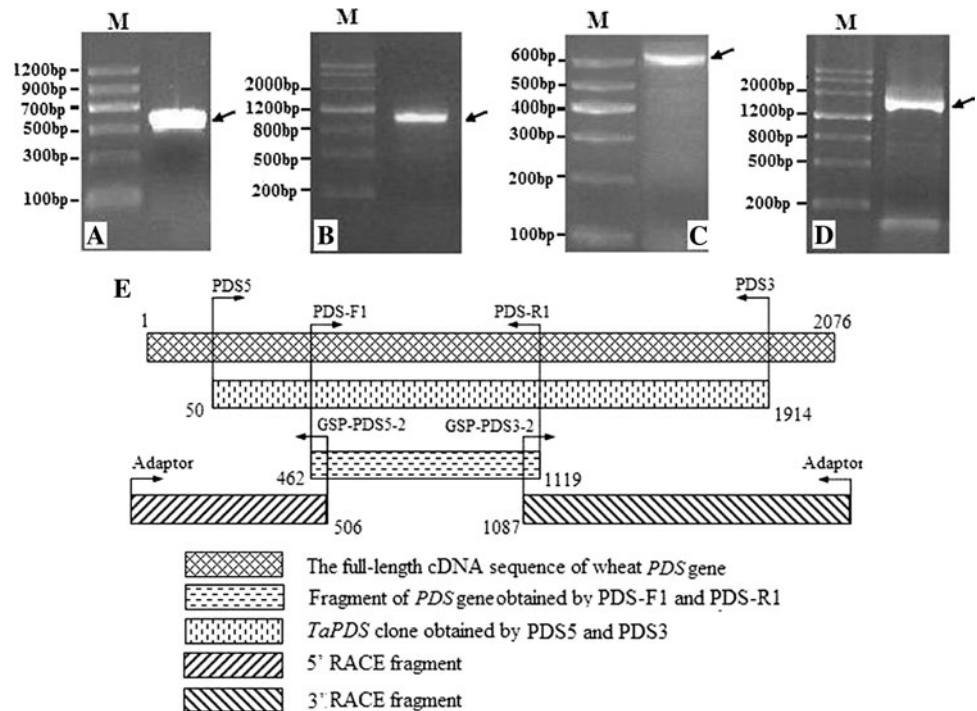 M
1200bp
900bp
700bp
500bp
300bp
100bp
A
M
2000bp
1200bp
800bp
500bp
200bp
B
M
600bp
500bp
400bp
300bp
200bp
100bp
C
M
2000bp
1200bp
800bp
500bp
200bp
D
E
PDS5
PDS3
PDS-F1
PDS-R1
1
2076
50
1914
GSP-PDS5-2
GSP-PDS3-2
Adaptor
Adaptor
462
1119
506
1087
The full-length cDNA sequence of wheat PDS gene
Fragment of PDS gene obtained by PDS-F1 and PDS-R1
TaPDS clone obtained by PDS5 and PDS3
5' RACE fragment
3' RACE fragment